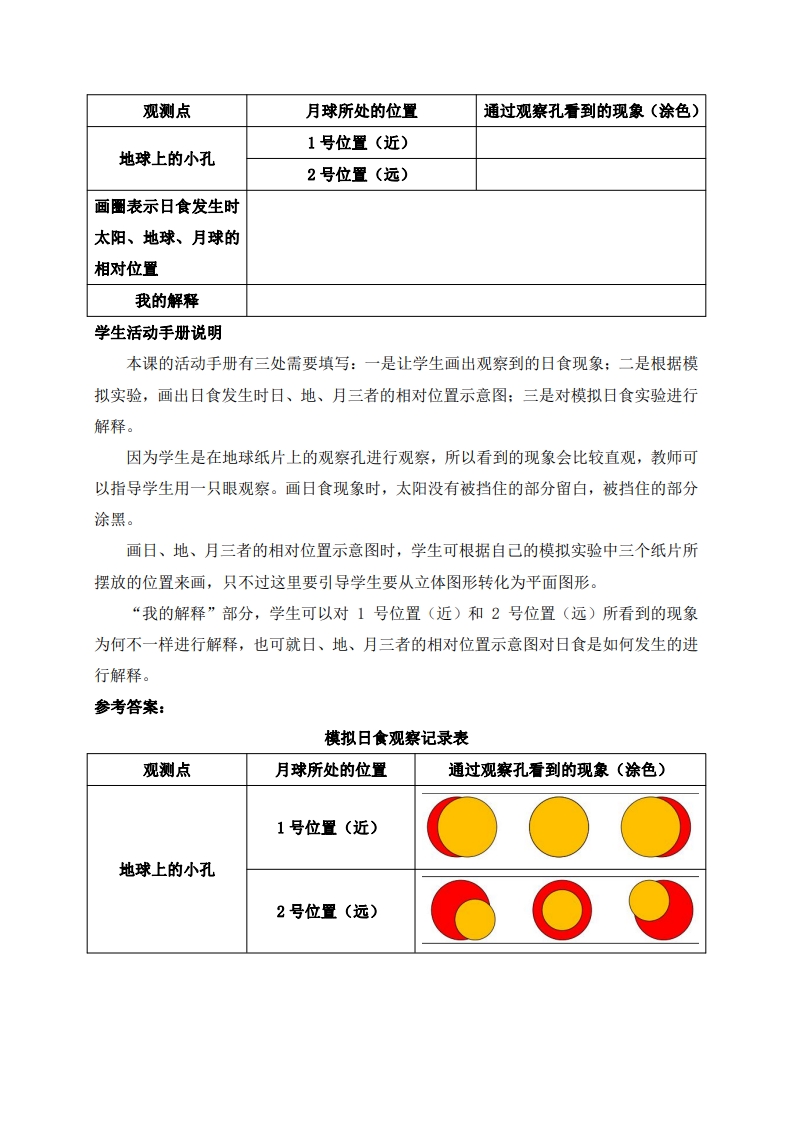 观测点 月球所处的位置 通过观察孔看到的现象（涂色）
地球上的小孔 1 号位置（近）
2 号位置（远）
画圈表示日食发生时
太阳、地球、月球的
相对位置
我的解释
学生活动手册说明
本课的活动手册有三处需要填写：一是让学生画出观察到的日食现象；二是根据模
拟实验，画出日食发生时日、地、月三者的相对位置示意图；三是对模拟日食实验进行
解释。
因为学生是在地球纸片上的观察孔进行观察，所以看到的现象会比较直观，教师可
以指导学生用一只眼观察。画日食现象时，太阳没有被挡住的部分留白，被挡住的部分
涂黑。
画日、地、月三者的相对位置示意图时，学生可根据自己的模拟实验中三个纸片所
摆放的位置来画，只不过这里要引导学生要从立体图形转化为平面图形。
“我的解释”部分，学生可以对 1 号位置（近）和 2 号位置（远）所看到的现象
为何不一样进行解释，也可就日、地、月三者的相对位置示意图对日食是如何发生的进
行解释。
参考答案：
模拟日食观察记录表
观测点 月球所处的位置 通过观察孔看到的现象（涂色）
地球上的小孔 1 号位置（近）
2 号位置（远）